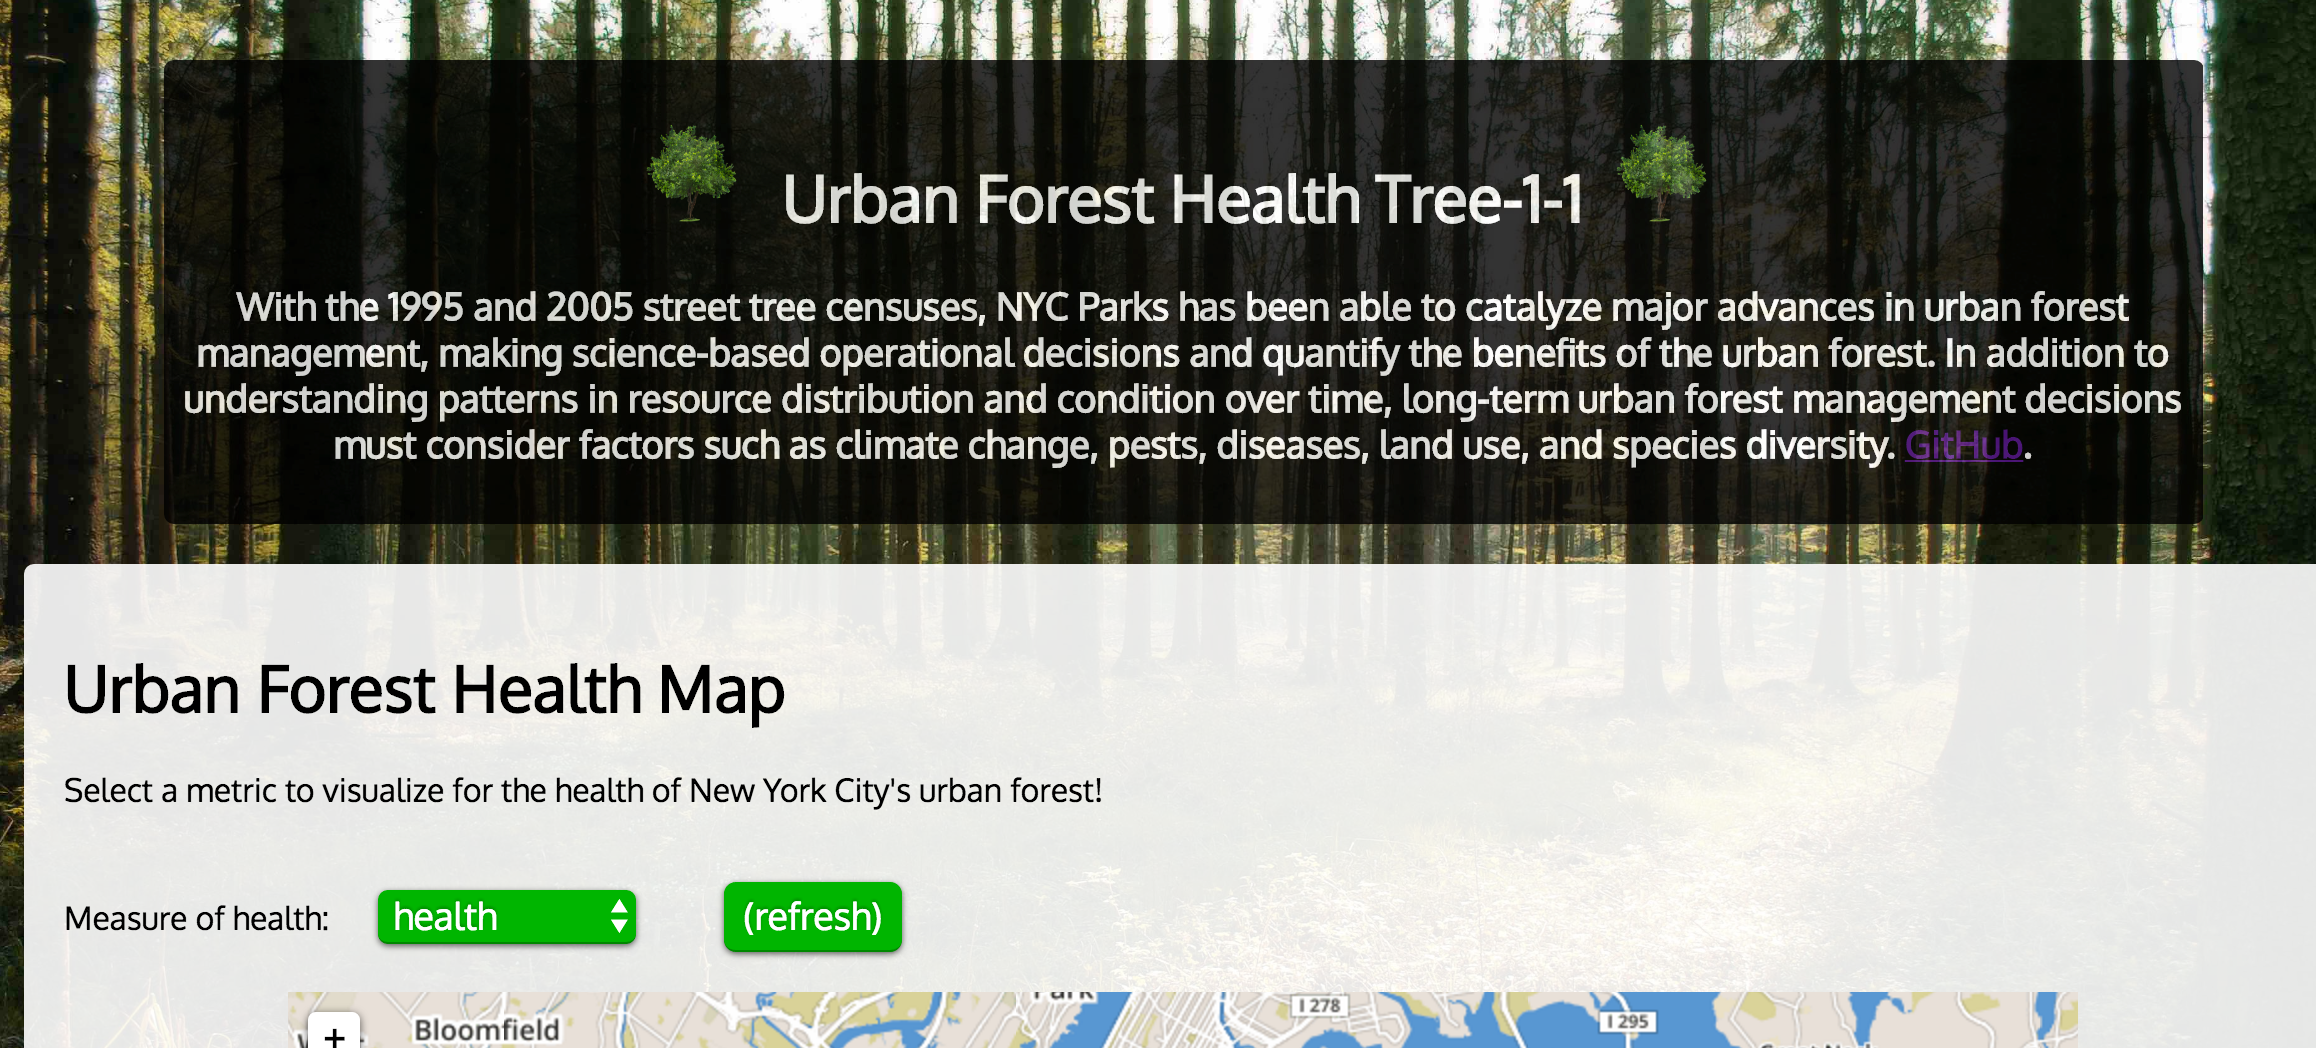 Urban Forest Health Tree-1-1
With the 1995 and 2005 street tree censuses, NYC Parks has been able to catalyze major advances in urban forest
management, making science-based operational decisions and quantify the benefits of the urban forest. In addition to
understanding patterns in resource distribution and condition over time, long-term urban forest management decisions
must consider factors such as climate change, pests, diseases, land use, and species diversity. GitHub.
Urban Forest Health Map
Select a metric to visualize for the health of New York City's urban forest!
Measure of health: health (refresh)
I 278
I 295
+
Bloomfield